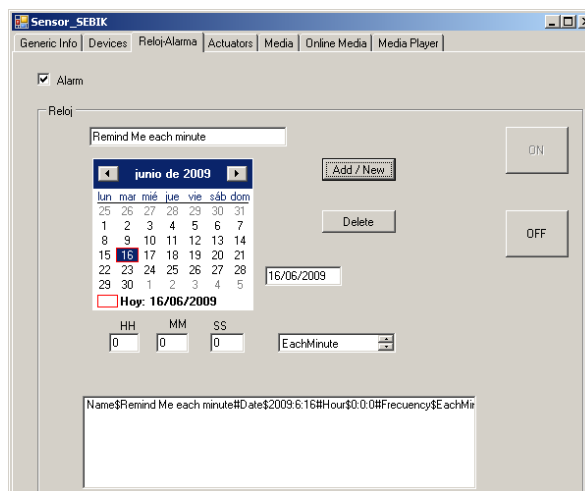 Sensor_SEBIK
Generic Info Devices Reloj-Alarma Actuators Media Online Media Media Player
Alarm
Reloj
Remind Me each minute
ON
junio de 2009
Add / New
lun mar mié jue vie sáb dom
25 26 27 28 29 30 31
1 2 3 4 5 6 7
Delete
OFF
8 9 10 11 12 13 14
15 16 17 18 19 20 21
22 23 24 25 26 27 28
16/06/2009
29 30 1 2 3 4 5
Hoy: 16/06/2009
HH MM SS
0 0 0 EachMinute
Name$Remind Me each minute#Date$2009:6:16#Hour$0:0:0#Frecuency$EachMin